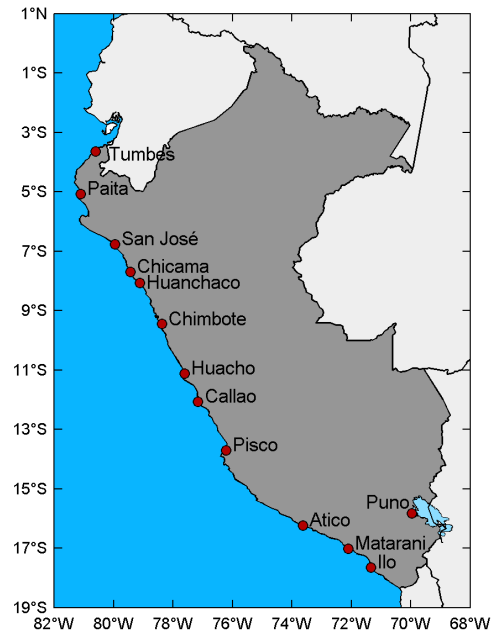 1°N
1°S
3°S
Tumbes
5°S
Paita
7°S
San José
Chicama
Huanchaco
9°S
Chimbote
11°S
Huacho
Callao
13°S
Pisco
15°S
Puno
Atico
17°S
Matarani
Ilo
19°S
82°W 80°W 78°W 76°W 74°W 72°W 70°W 68°W